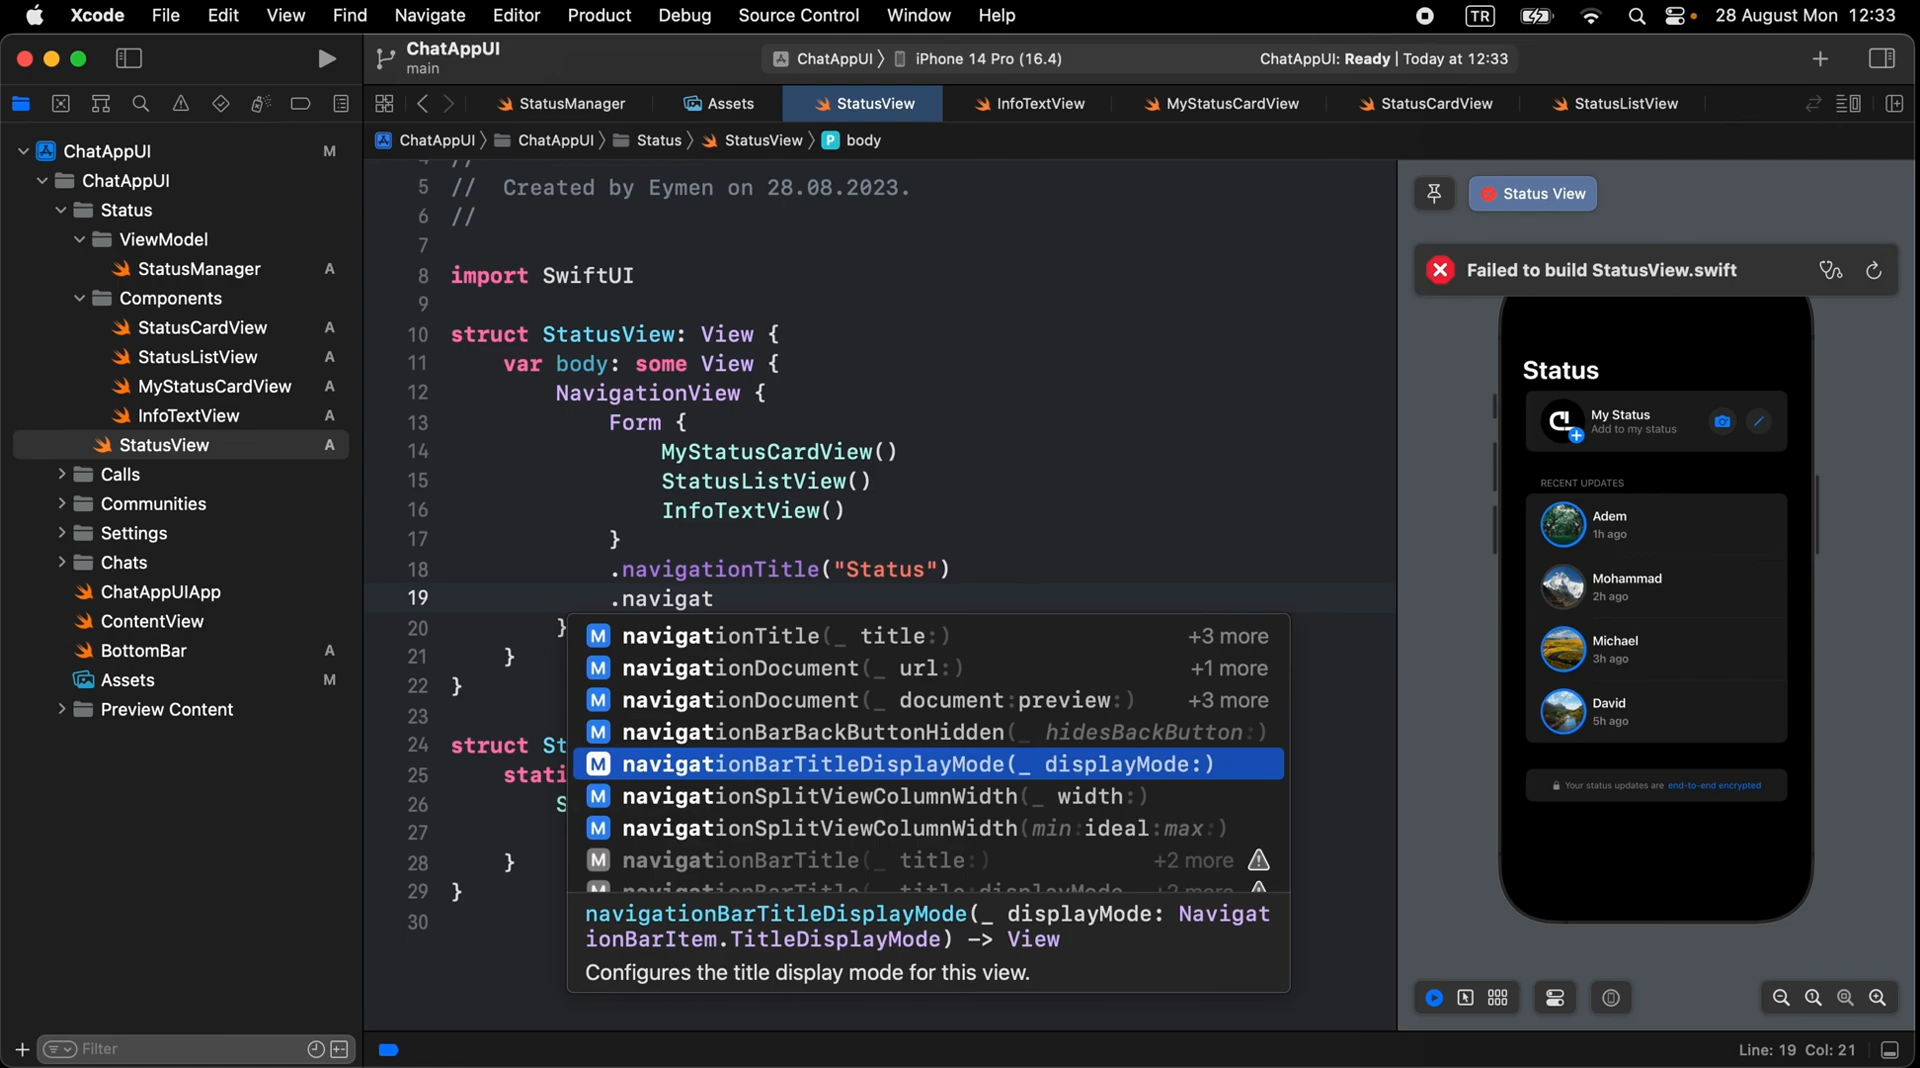 Xcode File Edit View Find Navigate Editor Product Debug Source Control Window Help TR 28 August Mon 12:33
ChatAppUI
main
ChatAppUI iPhone 14 Pro (16.4) ChatAppUI: Ready | Today at 12:33
StatusManager Assets StatusView InfoTextView MyStatusCardView StatusCardView StatusListView
ChatAppUI ChatAppUI Status StatusView P body
ChatAppUI M
ChatAppUI
Status
ViewModel
StatusManager A
Components
StatusCardView A
StatusListView A
MyStatusCardView A
InfoTextView A
StatusView A
Calls
Communities
Settings
Chats
ChatAppUIApp
ContentView
BottomBar A
Assets M
Preview Content
Filter
4 //
5 // Created by Eymen on 28.08.2023.
6 //
7
8 import SwiftUI
9
10 struct StatusView: View {
11 var body: some View {
12 NavigationView {
13 Form {
14 MyStatusCardView()
15 StatusListView()
16 InfoTextView()
17 }
18 .navigationTitle("Status")
19 .navigat
20 }
21 }
22 }
23
24 struct St
25 stati
26 S
27
28 }
29 }
30
M navigationTitle(_ title:) +3 more
M navigationDocument(_ url:) +1 more
M navigationDocument(_ document:preview:) +3 more
M navigationBarBackButtonHidden(_ hidesBackButton:)
M navigationBarTitleDisplayMode(_ displayMode:)
M navigationSplitViewColumnWidth(_ width:)
M navigationSplitViewColumnWidth(min:ideal:max:)
M navigationBarTitle(_ title:) +2 more
M navigationBarTitle(_ title:displayMode +2 more
navigationBarTitleDisplayMode(_ displayMode: Navigat
ionBarItem.TitleDisplayMode) -> View
Configures the title display mode for this view.
Status View
Failed to build StatusView.swift
Status
My Status
Add to my status
RECENT UPDATES
Adem
1h ago
Mohammad
2h ago
Michael
3h ago
David
5h ago
Your status updates are end-to-end encrypted
Line: 19 Col: 21